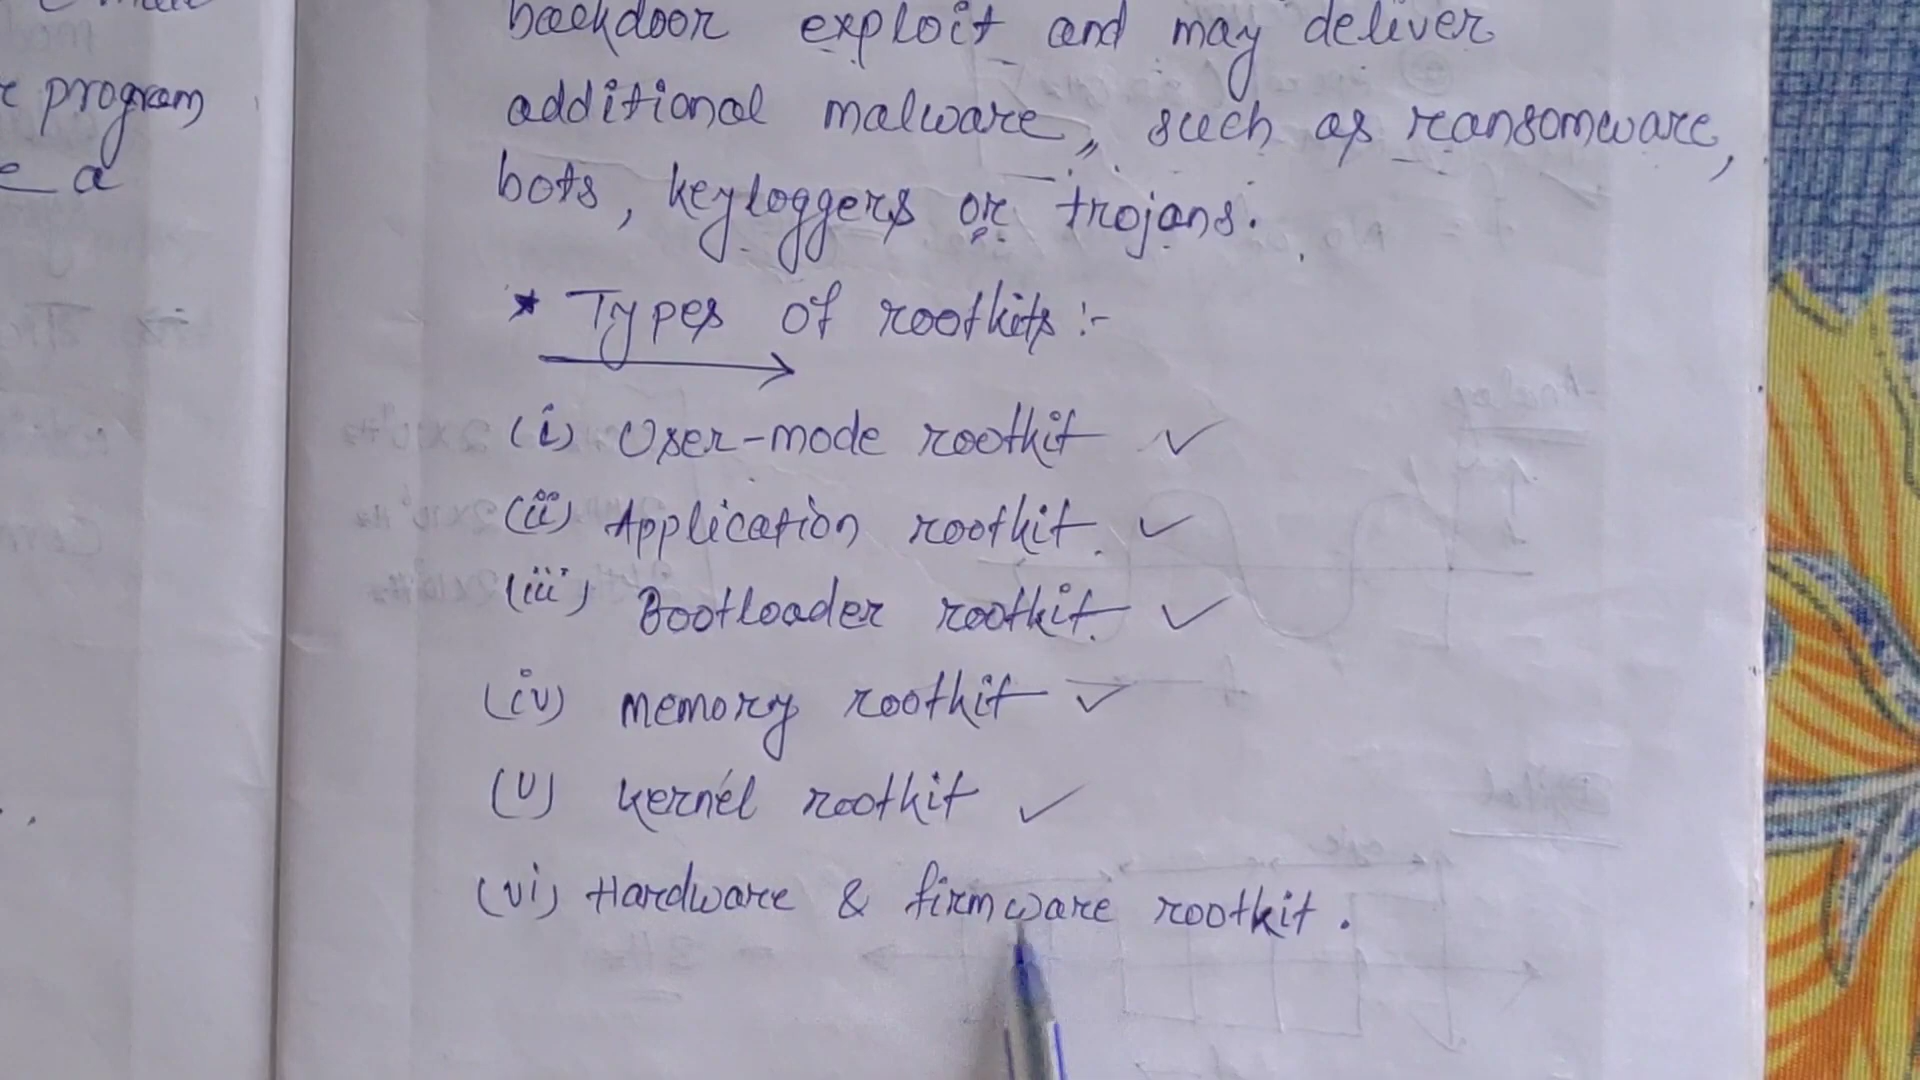 program
a
backdoor exploit and may deliver
additional malware, such as ransomware,
bots, keyloggers or trojans.
* Types of rootkits :-
(i) User-mode rootkit ✓
(ii) Application rootkit. ✓
(iii) Bootloader rootkit. ✓
(iv) memory rootkit ✓
(v) kernel rootkit ✓
(vi) Hardware & firmware rootkit.